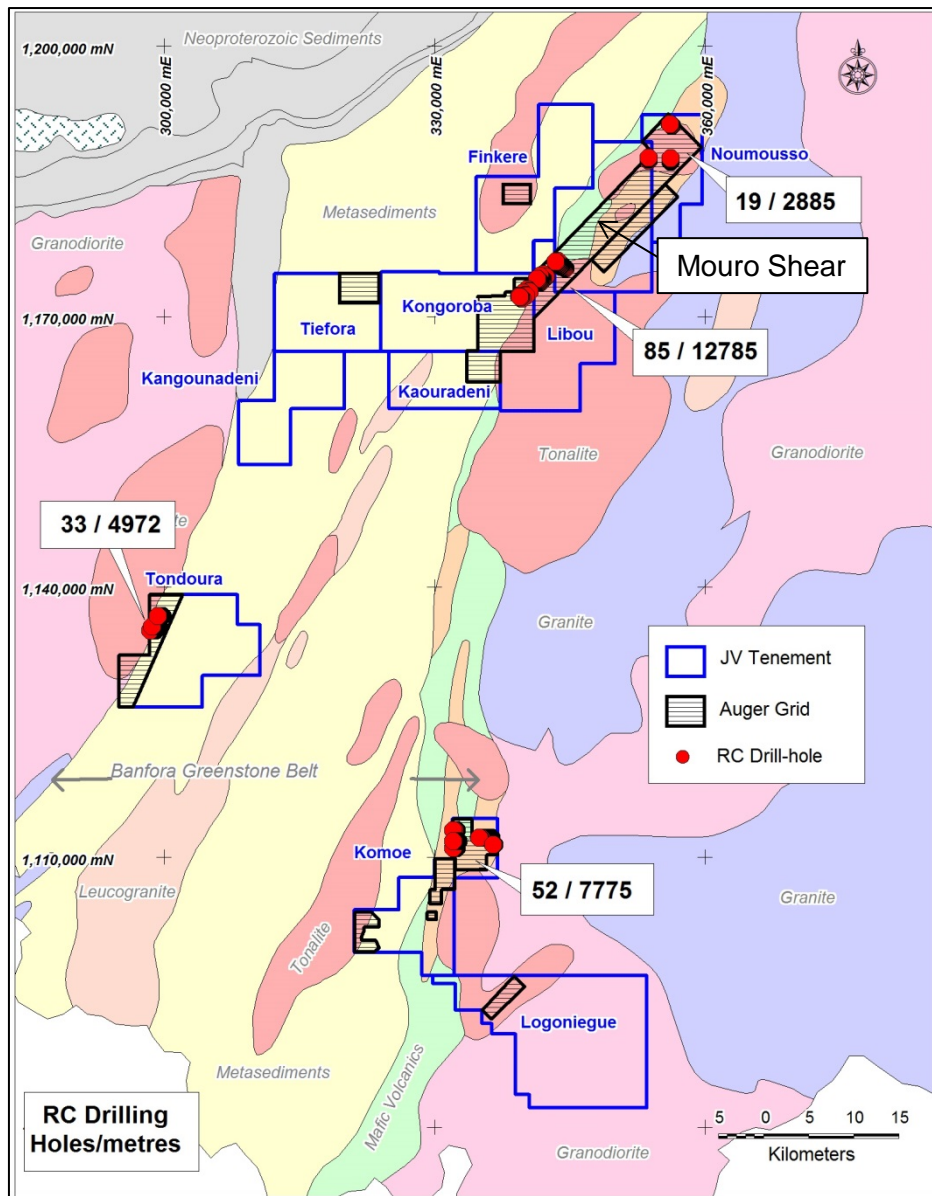 Neoproterozoic Sediments
1,200,000 mN
300,000 mE
330,000 mE
360,000 mE
Finkere
Noumousso
Metasediments
19 / 2885
Granodiorite
Mouro Shear
Kongoroba
1,170,000 mN
Tiefora
Libou
85 / 12785
Kangounadeni
Kaouradeni
Tonalite
Granodiorite
33 / 4972
Tondoura
1,140,000 mN
Granite
JV Tenement
Auger Grid
RC Drill-hole
Banfora Greenstone Belt
Komoe
1,110,000 mN
52 / 7775
Leucogranite
Granite
Tonalite
Logoniegue
Metasediments
Mafic Volcanics
RC Drilling
Holes/metres
5 0 5 10 15
Kilometers
Granodiorite